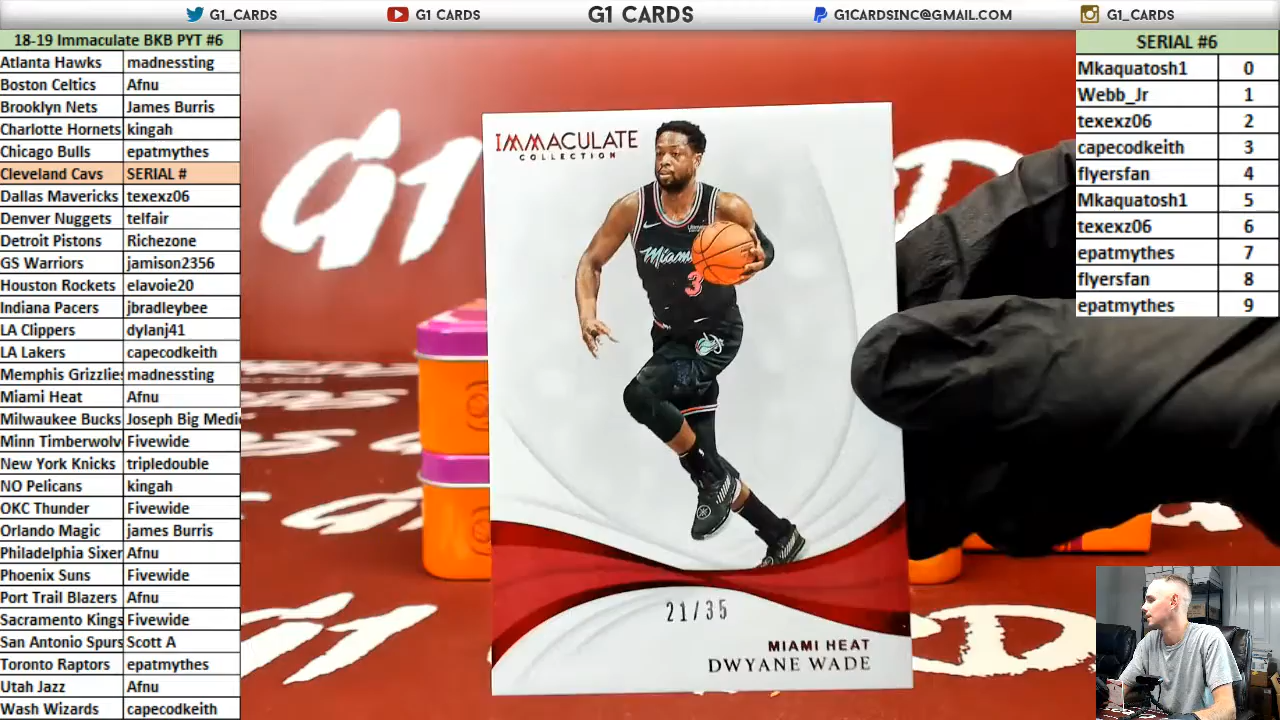 G1_CARDS
G1 CARDS
G1 CARDS
G1CARDSINC@GMAIL.COM
G1_CARDS
18-19 Immaculate BKB PYT #6
Atlanta Hawks madnessting
Boston Celtics Afnu
Brooklyn Nets James Burris
Charlotte Hornets kingah
Chicago Bulls epatmythes
Cleveland Cavs SERIAL #
Dallas Mavericks texexz06
Denver Nuggets telfair
Detroit Pistons Richezone
GS Warriors jamison2356
Houston Rockets elavoie20
Indiana Pacers jbradleybee
LA Clippers dylanj41
LA Lakers capecodkeith
Memphis Grizzlies madnessting
Miami Heat Afnu
Milwaukee Bucks Joseph Big Medi
Minn Timberwolv Fivewide
New York Knicks tripledouble
NO Pelicans kingah
OKC Thunder Fivewide
Orlando Magic james Burris
Philadelphia Sixer Afnu
Phoenix Suns Fivewide
Port Trail Blazers Afnu
Sacramento Kings Fivewide
San Antonio Spurs Scott A
Toronto Raptors epatmythes
Utah Jazz Afnu
Wash Wizards capecodkeith
SERIAL #6
Mkaquatosh1 0
Webb_Jr 1
texexz06 2
capecodkeith 3
flyersfan 4
Mkaquatosh1 5
texexz06 6
epatmythes 7
flyersfan 8
epatmythes 9
IMMACULATE
COLLECTION
Miami
3
21/35
MIAMI HEAT
DWYANE WADE
G1
G1